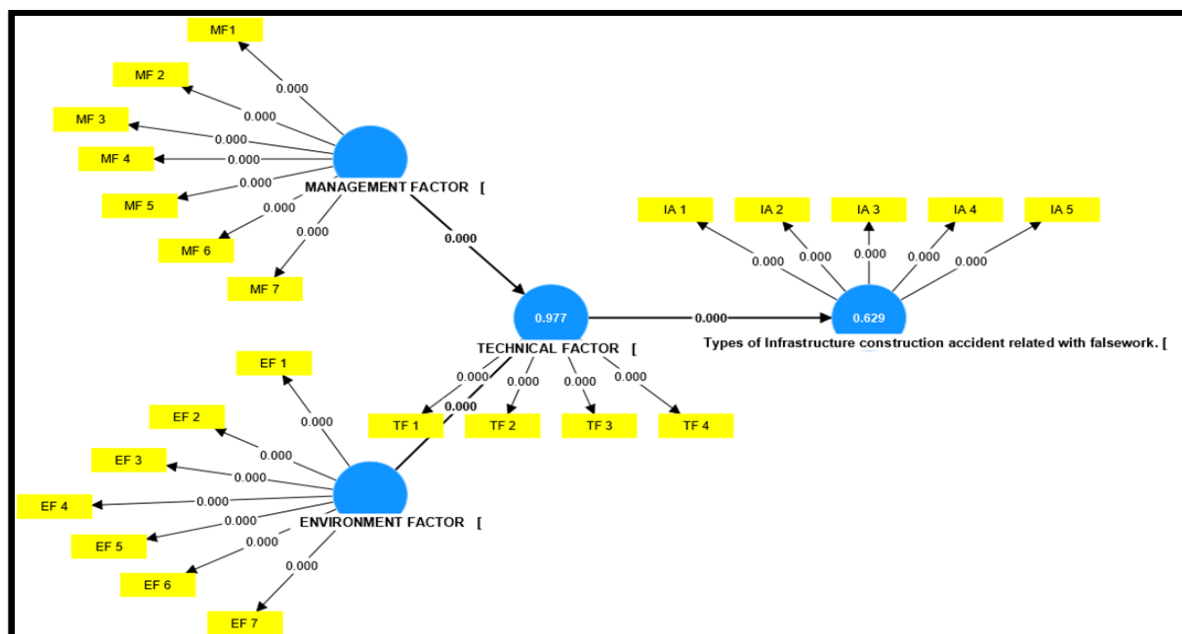 MF1
MF 2
MF 3
MF 4
MF 5
MF 6
MF 7
0.000
0.000
0.000
0.000
0.000
0.000
0.000
MANAGEMENT FACTOR [
0.000
IA 1
IA 2
IA 3
IA 4
IA 5
0.000
0.000
0.000
0.000
0.000
0.977
0.000
0.629
TECHNICAL FACTOR [
Types of Infrastructure construction accident related with falsework. [
0.000
0.000
0.000
0.000
0.000
TF 1
TF 2
TF 3
TF 4
EF 1
EF 2
EF 3
EF 4
EF 5
EF 6
EF 7
0.000
0.000
0.000
0.000
0.000
0.000
0.000
ENVIRONMENT FACTOR [